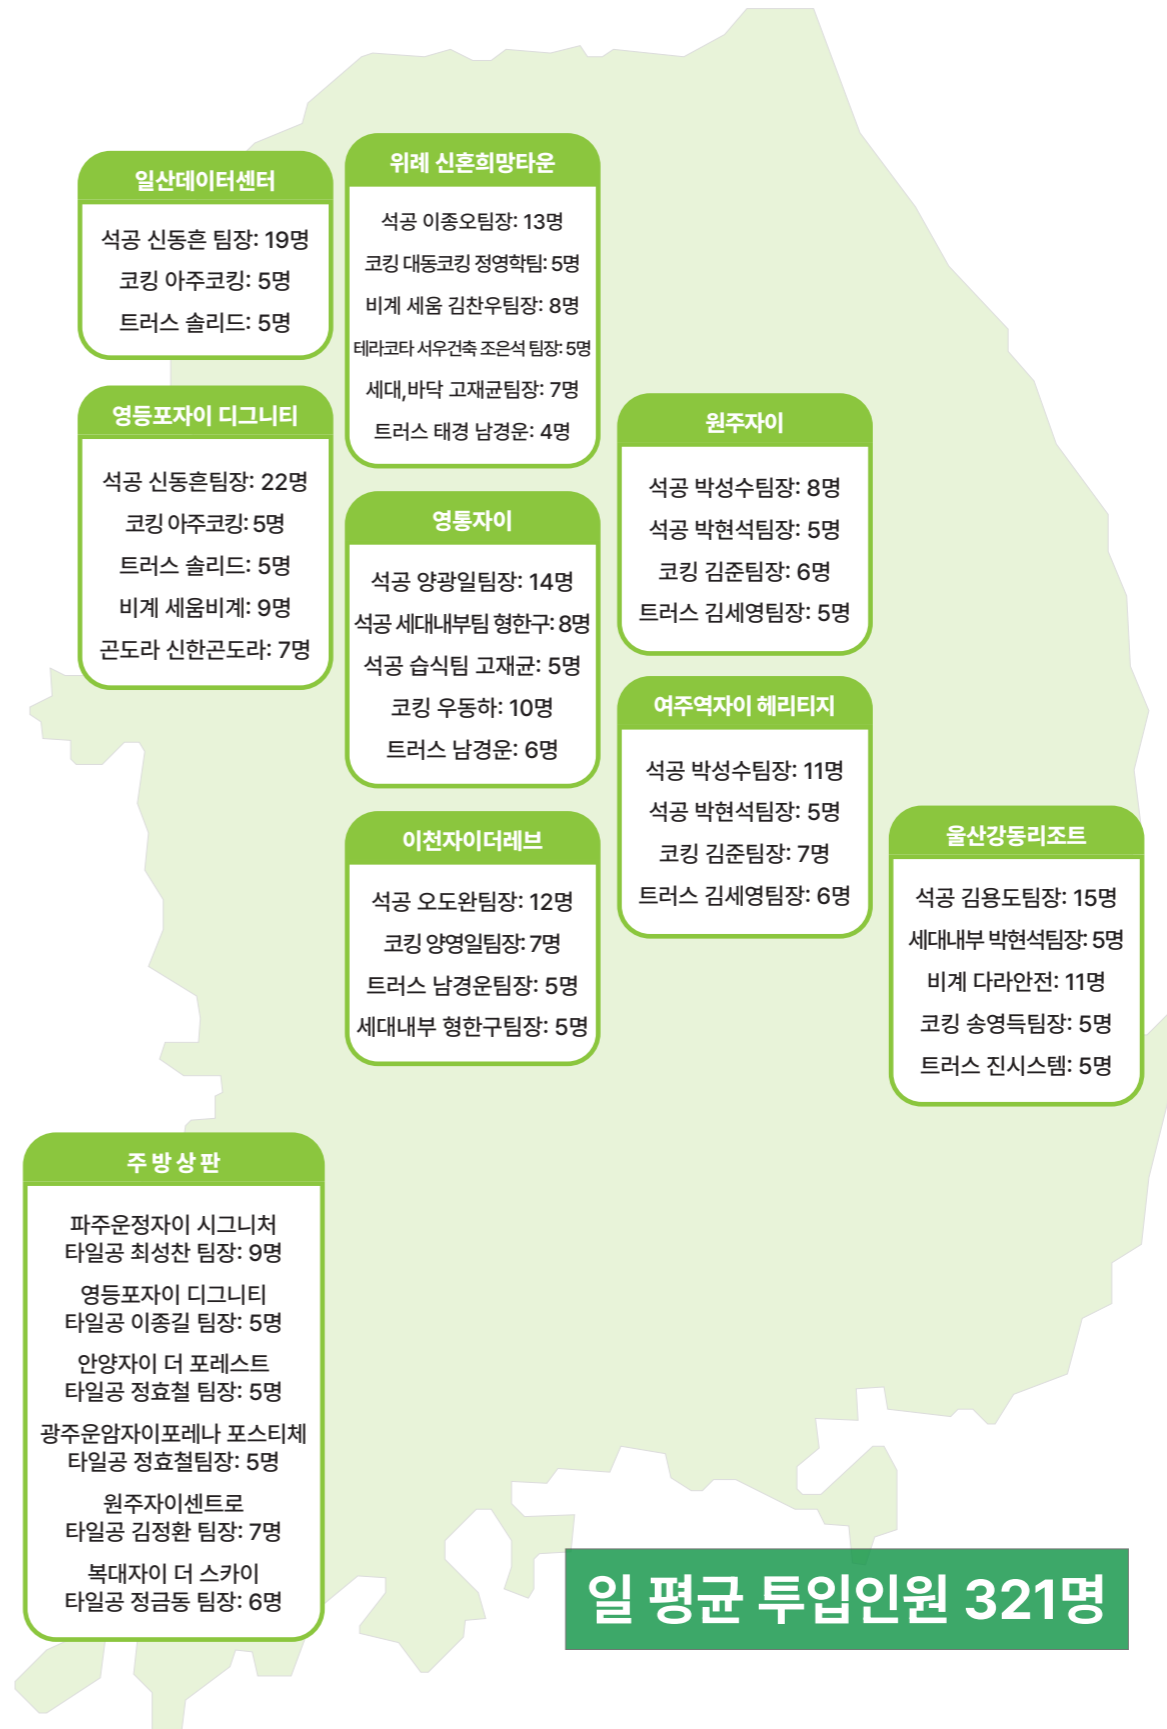 일산데이터센터
석공 신동흔 팀장: 19명
코킹 아주코킹: 5명
트러스 솔리드: 5명
위례 신혼희망타운
석공 이종오팀장: 13명
코킹 대동코킹 정영학팀: 5명
비계 세움 김찬우팀장: 8명
테라코타 서우건축 조은석 팀장: 5명
세대,바닥 고재균팀장: 7명
트러스 태경 남경운: 4명
영등포자이 디그니티
석공 신동흔팀장: 22명
코킹 아주코킹: 5명
트러스 솔리드: 5명
비계 세움비계: 9명
곤도라 신한곤도라: 7명
영통자이
석공 양광일팀장: 14명
석공 세대내부팀 형한구: 8명
석공 습식팀 고재균: 5명
코킹 우동하: 10명
트러스 남경운: 6명
원주자이
석공 박성수팀장: 8명
석공 박현석팀장: 5명
코킹 김준팀장: 6명
트러스 김세영팀장: 5명
여주역자이 헤리티지
석공 박성수팀장: 11명
석공 박현석팀장: 5명
코킹 김준팀장: 7명
트러스 김세영팀장: 6명
이천자이더레브
석공 오도완팀장: 12명
코킹 양영일팀장: 7명
트러스 남경운팀장: 5명
세대내부 형한구팀장: 5명
울산강동리조트
석공 김용도팀장: 15명
세대내부 박현석팀장: 5명
비계 다라안전: 11명
코킹 송영득팀장: 5명
트러스 진시스템: 5명
주방상판
파주운정자이 시그니처
타일공 최성찬 팀장: 9명
영등포자이 디그니티
타일공 이종길 팀장: 5명
안양자이 더 포레스트
타일공 정효철 팀장: 5명
광주운암자이포레나 포스티체
타일공 정효철팀장: 5명
원주자이센트로
타일공 김정환 팀장: 7명
복대자이 더 스카이
타일공 정금동 팀장: 6명
일 평균 투입인원 321명